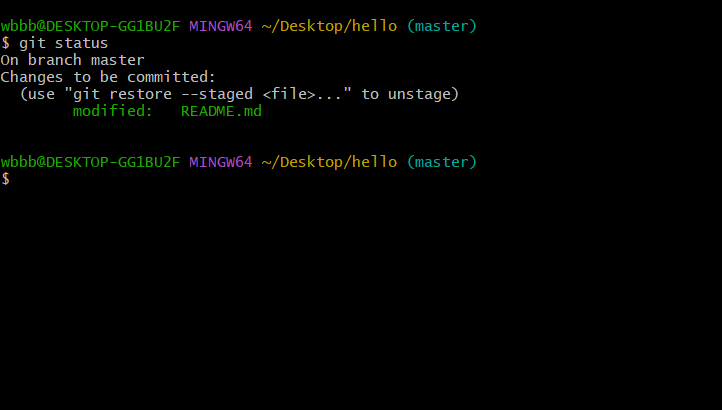 wbbb@DESKTOP-GG1BU2F MINGW64 ~/Desktop/hello (master)
$ git status
On branch master
Changes to be committed:
  (use "git restore --staged <file>..." to unstage)
        modified:   README.md
wbbb@DESKTOP-GG1BU2F MINGW64 ~/Desktop/hello (master)
$